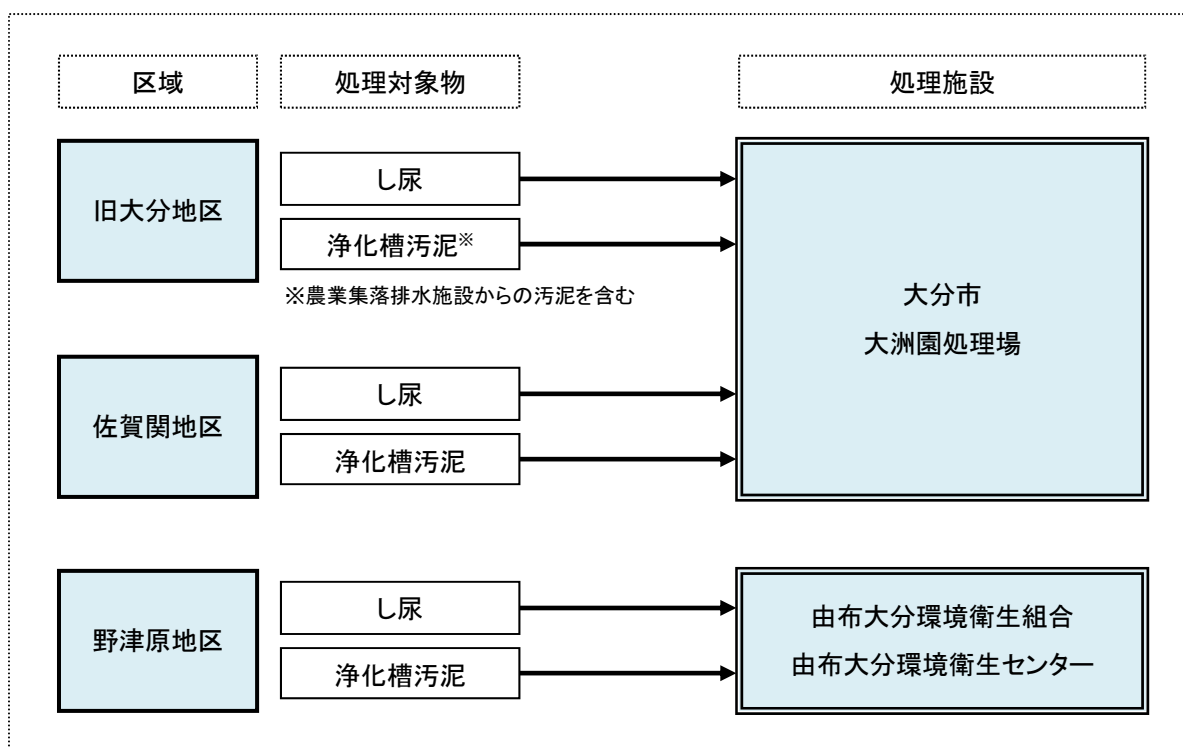 区域
処理対象物
処理施設
旧大分地区
し尿
浄化槽汚泥※
※農業集落排水施設からの汚泥を含む
佐賀関地区
し尿
浄化槽汚泥
大分市
大洲園処理場
野津原地区
し尿
浄化槽汚泥
由布大分環境衛生組合
由布大分環境衛生センター